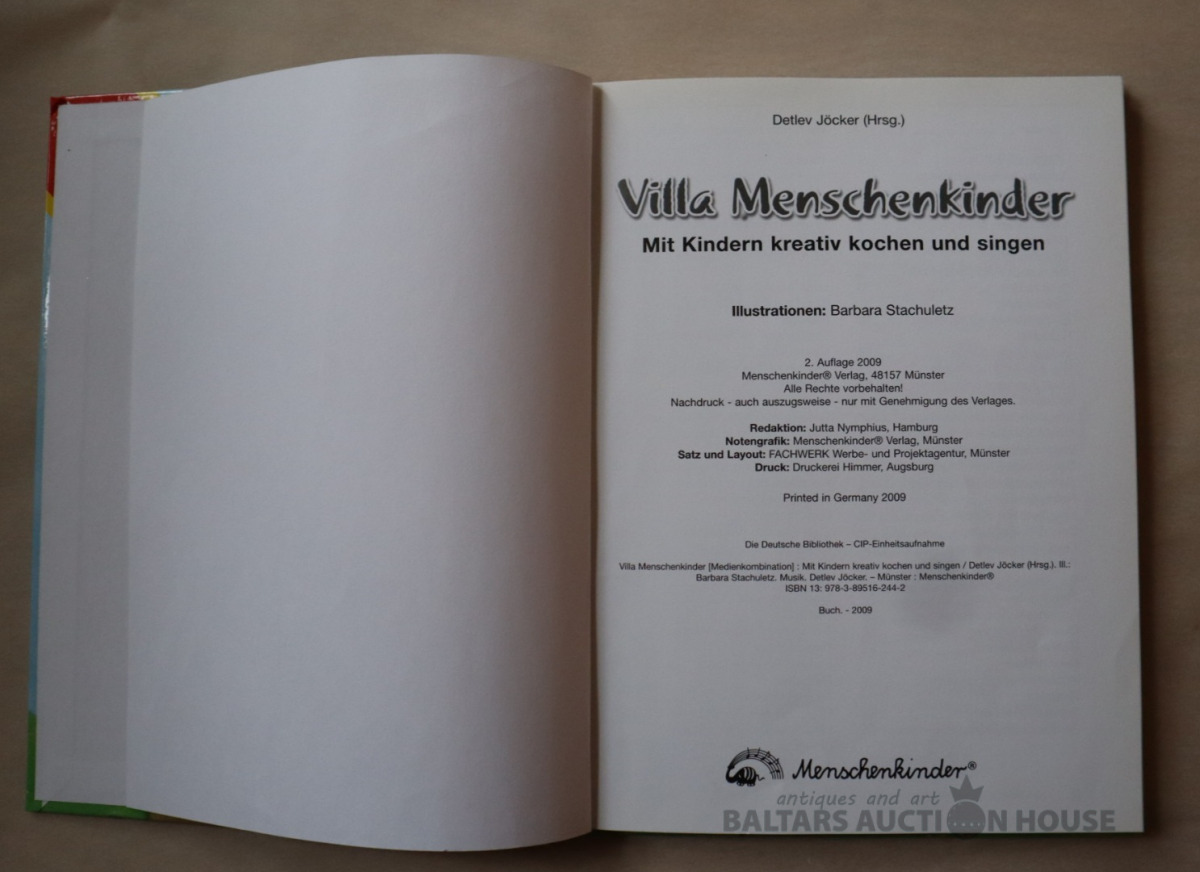 Detlev Jöcker (Hrsg.)
Villa Menschenkinder
Mit Kindern kreativ kochen und singen
Illustrationen: Barbara Stachuletz
2. Auflage 2009
Menschenkinder® Verlag, 48157 Münster
Alle Rechte vorbehalten!
Nachdruck - auch auszugsweise - nur mit Genehmigung des Verlages.
Redaktion: Jutta Nymphius, Hamburg
Notengrafik: Menschenkinder® Verlag, Münster
Satz und Layout: FACHWERK Werbe- und Projektagentur, Münster
Druck: Druckerei Himmer, Augsburg
Printed in Germany 2009
Die Deutsche Bibliothek – CIP-Einheitsaufnahme
Villa Menschenkinder [Medienkombination] : Mit Kindern kreativ kochen und singen / Detlev Jöcker (Hrsg.). Ill.:
Barbara Stachuletz. Musik. Detlev Jöcker. – Münster : Menschenkinder®
ISBN 13: 978-3-89516-244-2
Buch. - 2009
Menschenkinder®
antiques and art
BALTARS AUCTION HOUSE